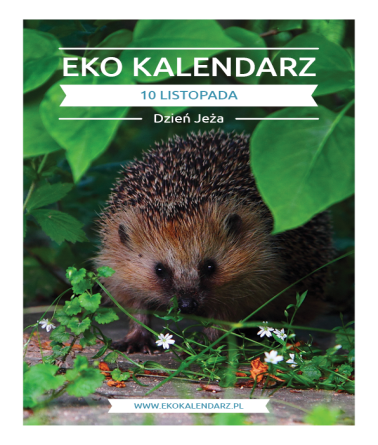 EKO KALENDARZ
10 LISTOPADA
Dzień Jeża
WWW.EKOKALENDARZ.PL